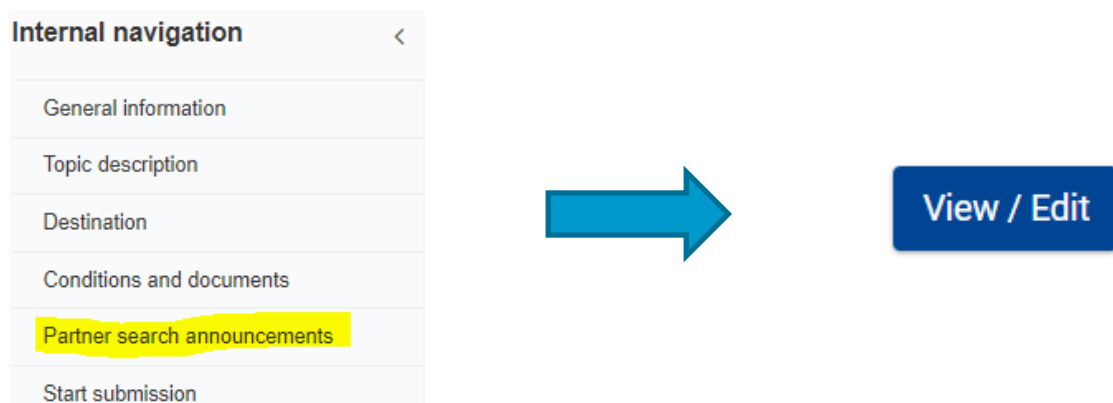 Internal navigation
General information
Topic description
Destination
Conditions and documents
Partner search announcements
Start submission
View / Edit